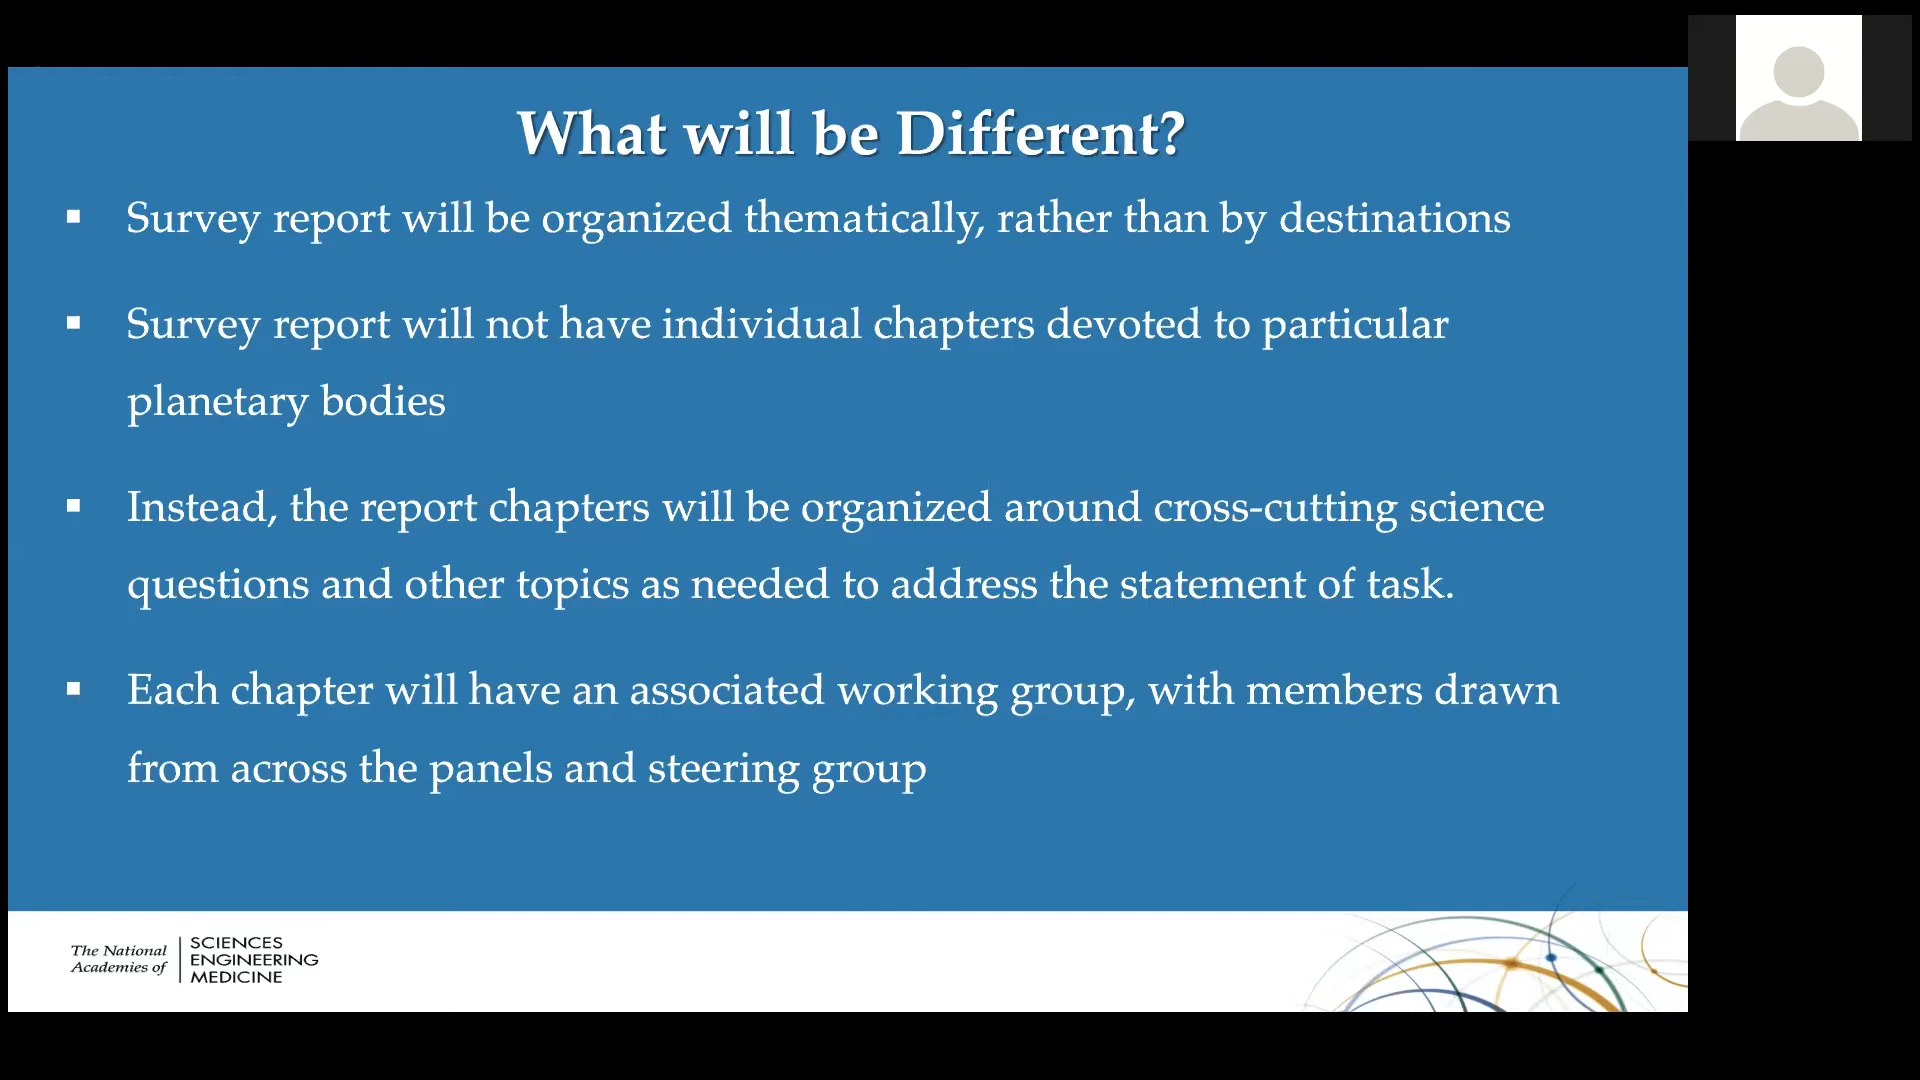 What will be Different?
▪ Survey report will be organized thematically, rather than by destinations
▪ Survey report will not have individual chapters devoted to particular
planetary bodies
▪ Instead, the report chapters will be organized around cross-cutting science
questions and other topics as needed to address the statement of task.
▪ Each chapter will have an associated working group, with members drawn
from across the panels and steering group
The National
Academies of
SCIENCES
ENGINEERING
MEDICINE